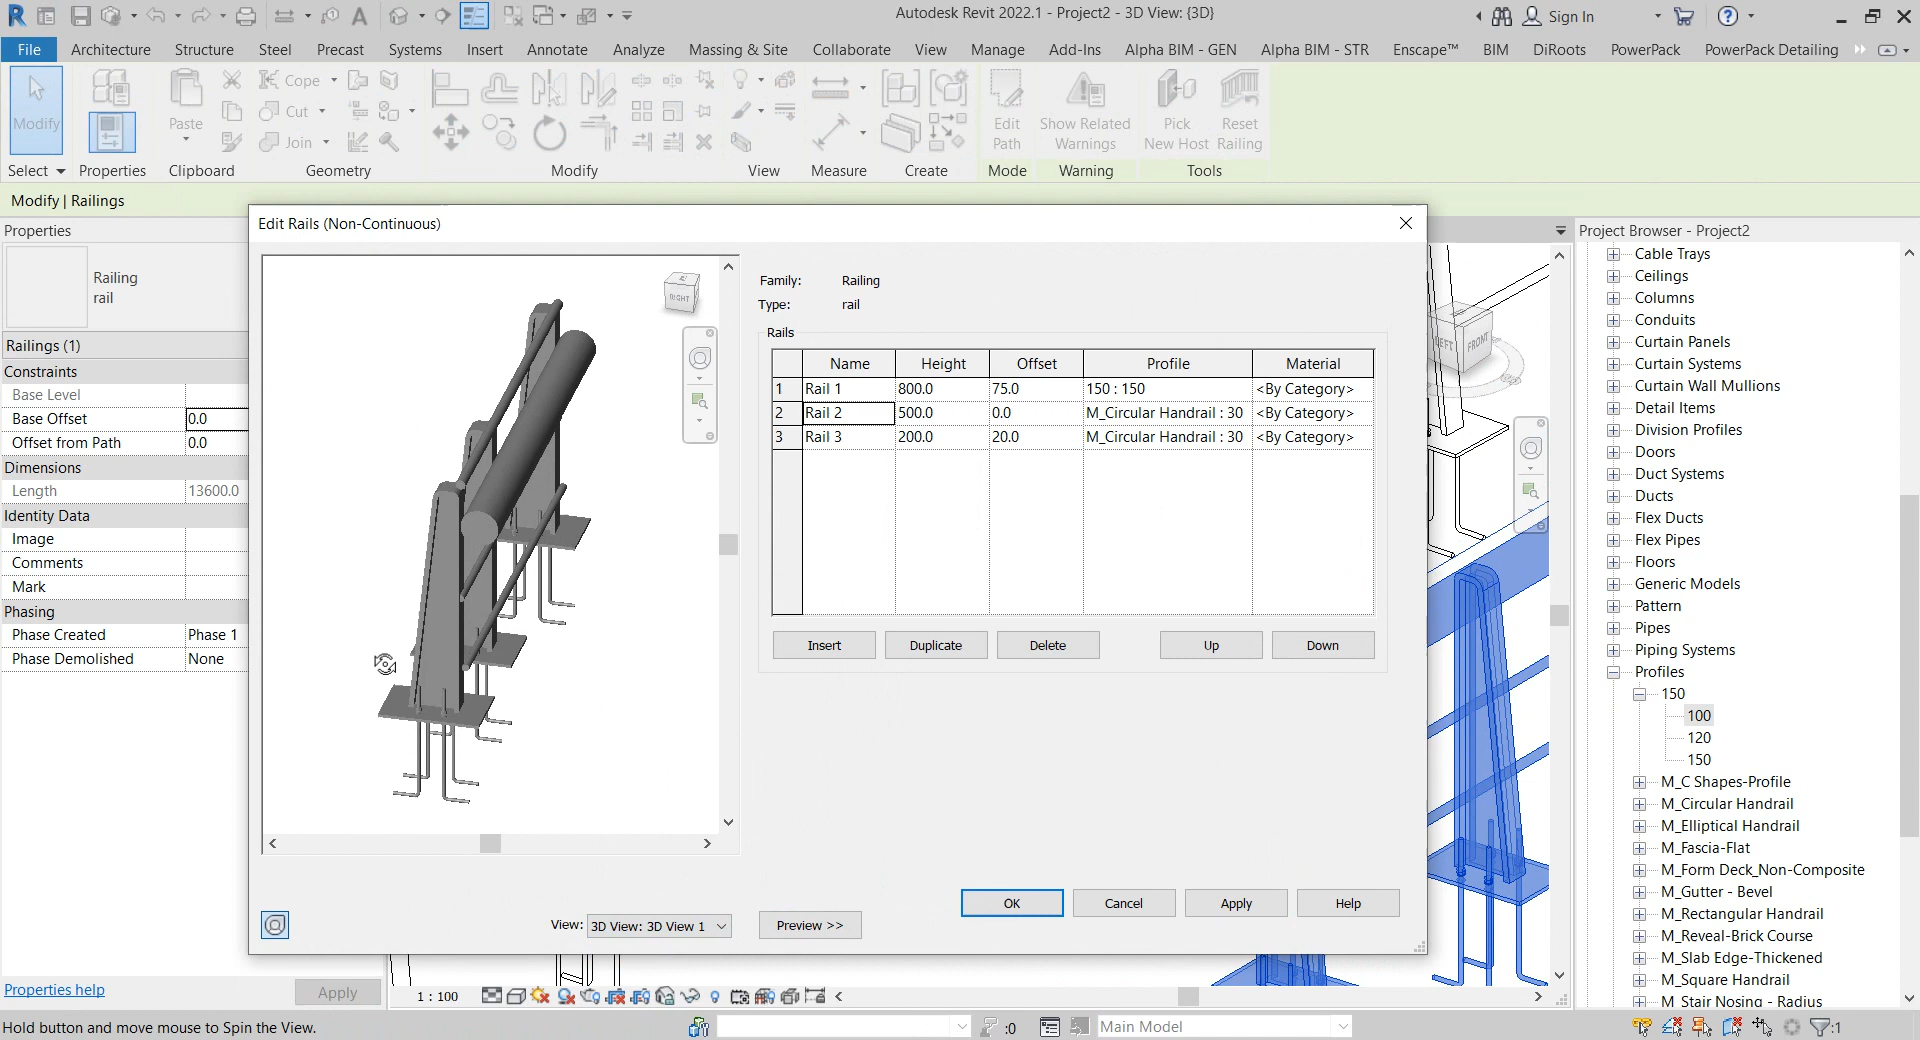 Autodesk Revit 2022.1 - Project2 - 3D View: {3D}
Sign In
File Architecture Structure Steel Precast Systems Insert Annotate Analyze Massing & Site Collaborate View Manage Add-Ins Alpha BIM - GEN Alpha BIM - STR Enscape™ BIM DiRoots PowerPack PowerPack Detailing
Modify
Paste
Cope
Cut
Join
Edit
Path
Show Related
Warnings
Pick
New Host
Reset
Railing
Select Properties Clipboard Geometry Modify View Measure Create Mode Warning Tools
Modify | Railings
Properties
Railing
rail
Railings (1)
Constraints
Base Level
Base Offset 0.0
Offset from Path 0.0
Dimensions
Length 13600.0
Identity Data
Image
Comments
Mark
Phasing
Phase Created Phase 1
Phase Demolished None
Properties help
Apply
Edit Rails (Non-Continuous)
RIGHT
Family: Railing
Type: rail
Rails
Name Height Offset Profile Material
1 Rail 1 800.0 75.0 150 : 150 <By Category>
2 Rail 2 500.0 0.0 M_Circular Handrail : 30 <By Category>
3 Rail 3 200.0 20.0 M_Circular Handrail : 30 <By Category>
Insert Duplicate Delete Up Down
OK Cancel Apply Help
View: 3D View: 3D View 1
Preview >>
LEFT FRONT
Project Browser - Project2
Cable Trays
Ceilings
Columns
Conduits
Curtain Panels
Curtain Systems
Curtain Wall Mullions
Detail Items
Division Profiles
Doors
Duct Systems
Ducts
Flex Ducts
Flex Pipes
Floors
Generic Models
Pattern
Pipes
Piping Systems
Profiles
150
100
120
150
M_C Shapes-Profile
M_Circular Handrail
M_Elliptical Handrail
M_Fascia-Flat
M_Form Deck_Non-Composite
M_Gutter - Bevel
M_Rectangular Handrail
M_Reveal-Brick Course
M_Slab Edge-Thickened
M_Square Handrail
M_Stair Nosing - Radius
1 : 100
Hold button and move mouse to Spin the View.
:0
Main Model
:1